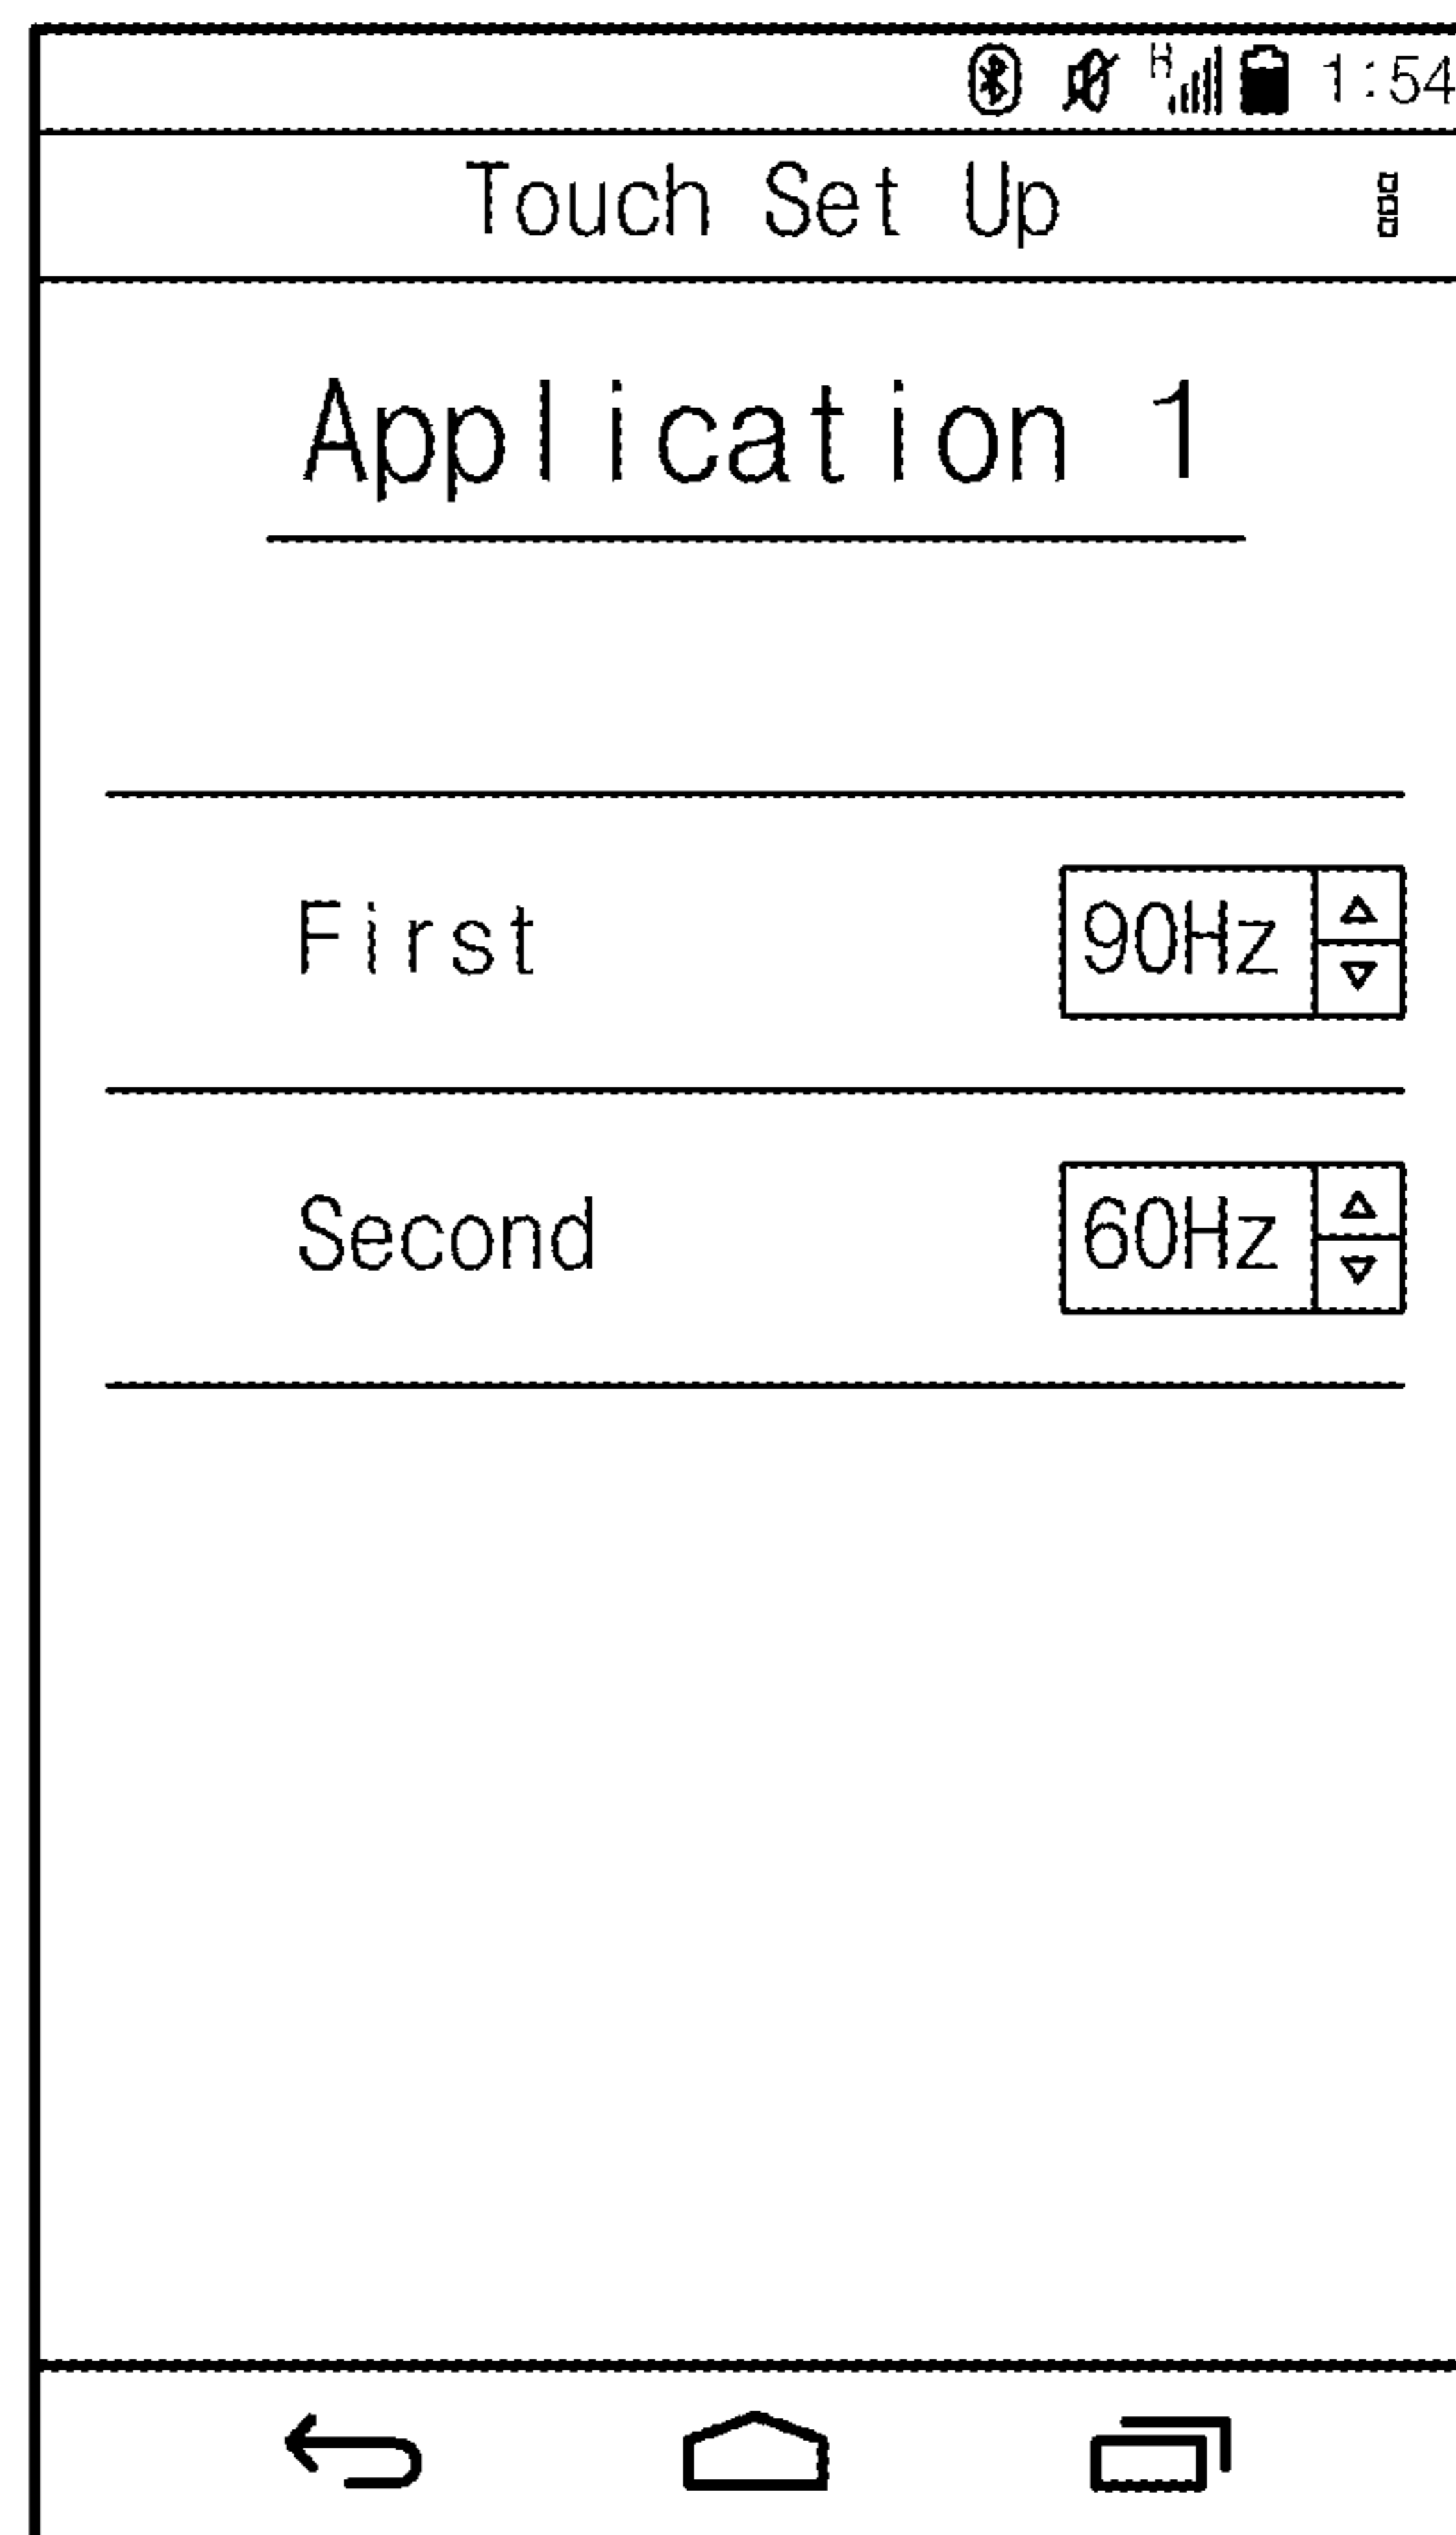 1:54
Touch Set Up
Application 1
First 90Hz
Second 60Hz